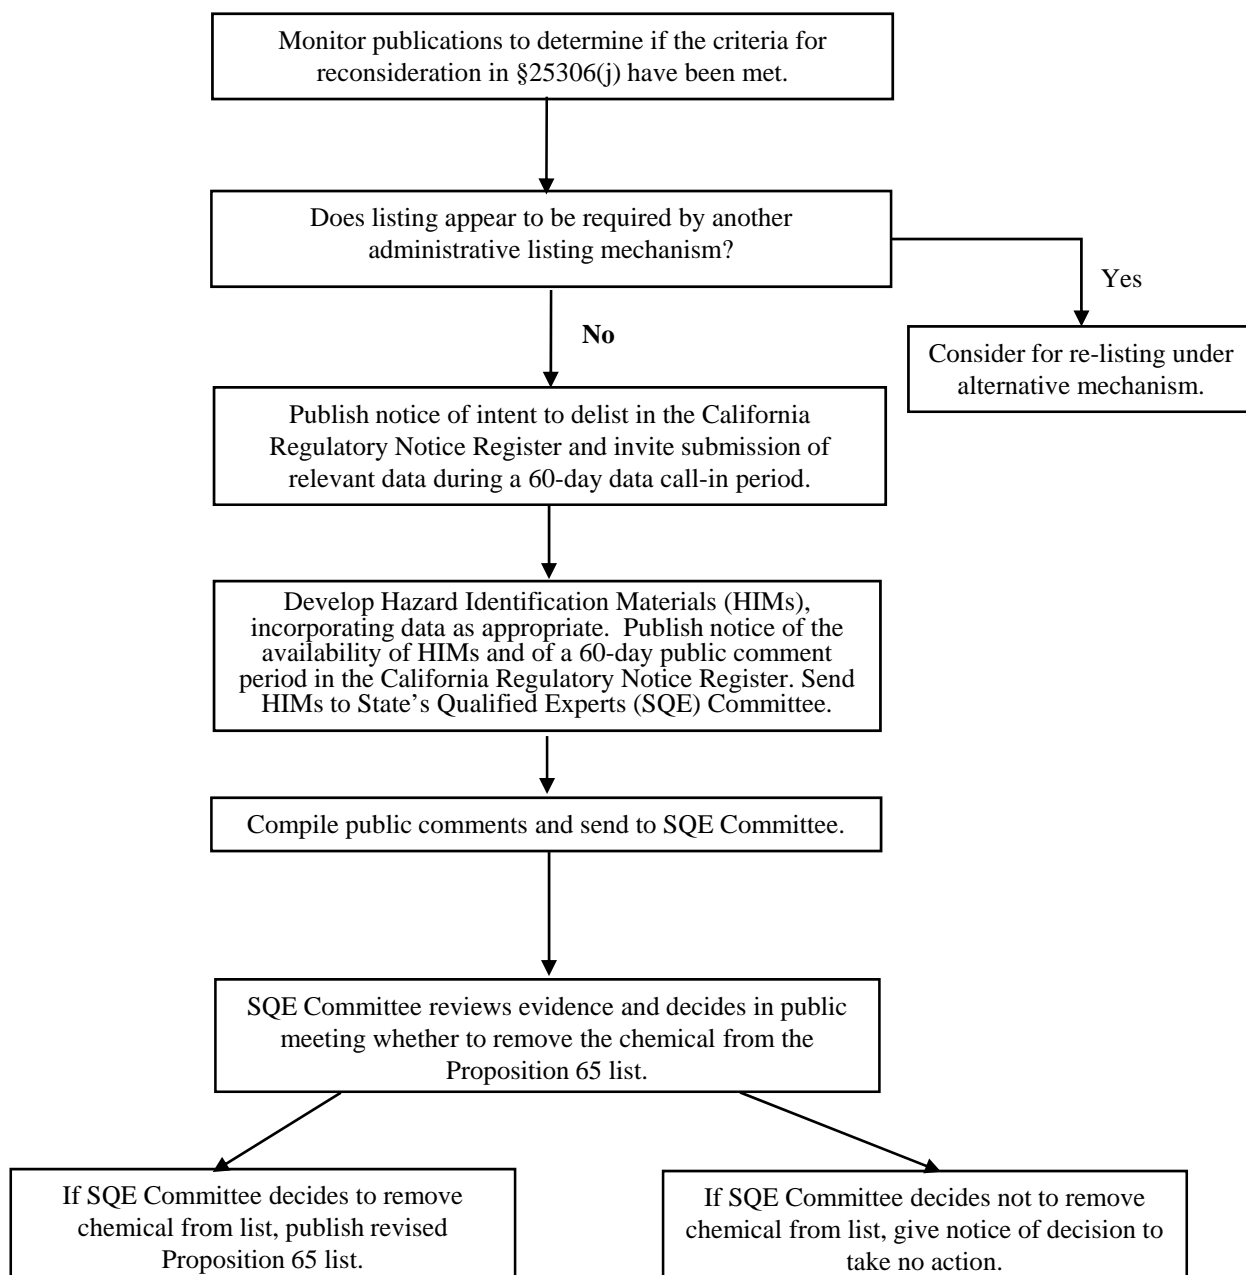 Monitor publications to determine if the criteria for
reconsideration in §25306(j) have been met.
Does listing appear to be required by another
administrative listing mechanism?
Yes
No
Consider for re-listing under
alternative mechanism.
Publish notice of intent to delist in the California
Regulatory Notice Register and invite submission of
relevant data during a 60-day data call-in period.
Develop Hazard Identification Materials (HIMs),
incorporating data as appropriate.  Publish notice of the
availability of HIMs and of a 60-day public comment
period in the California Regulatory Notice Register. Send
HIMs to State's Qualified Experts (SQE) Committee.
Compile public comments and send to SQE Committee.
SQE Committee reviews evidence and decides in public
meeting whether to remove the chemical from the
Proposition 65 list.
If SQE Committee decides to remove
chemical from list, publish revised
Proposition 65 list.
If SQE Committee decides not to remove
chemical from list, give notice of decision to
take no action.